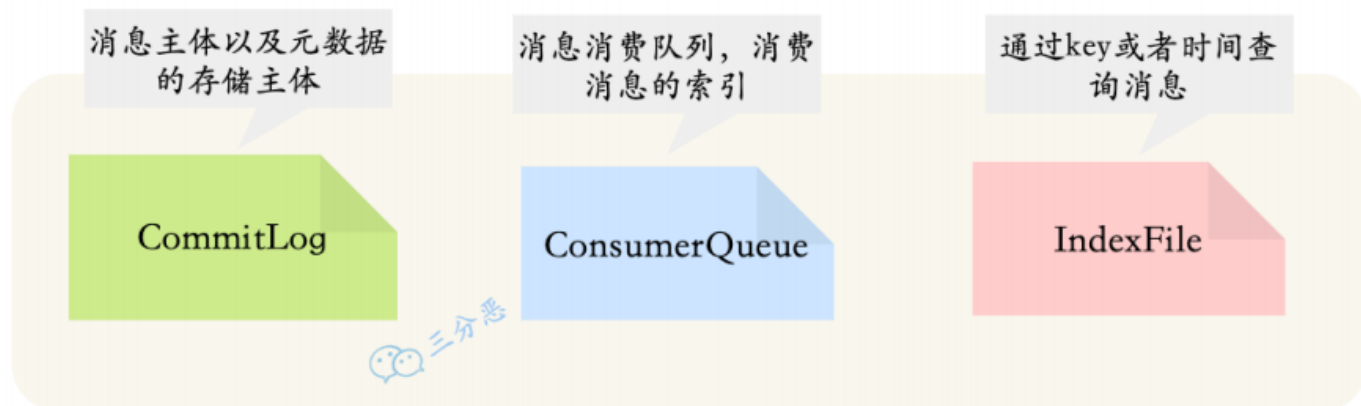 消息主体以及元数据
的存储主体
消息消费队列，消费
消息的索引
通过key或者时间查
询消息
CommitLog
ConsumerQueue
IndexFile
三分恶